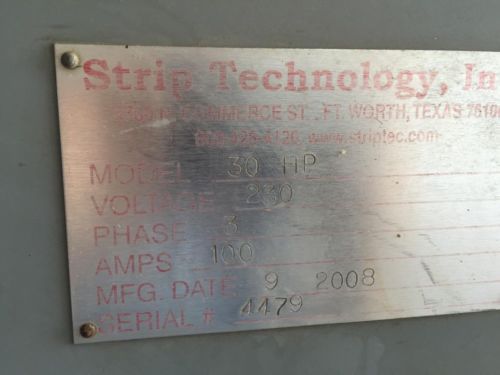 Strip Technology, In
COMMERCE ST., FT. WORTH, TEXAS 7610
www.striptec.com
MODEL 30 HP
VOLTAGE 230
PHASE 3
AMPS 100
MFG. DATE 9 2008
SERIAL # 4479